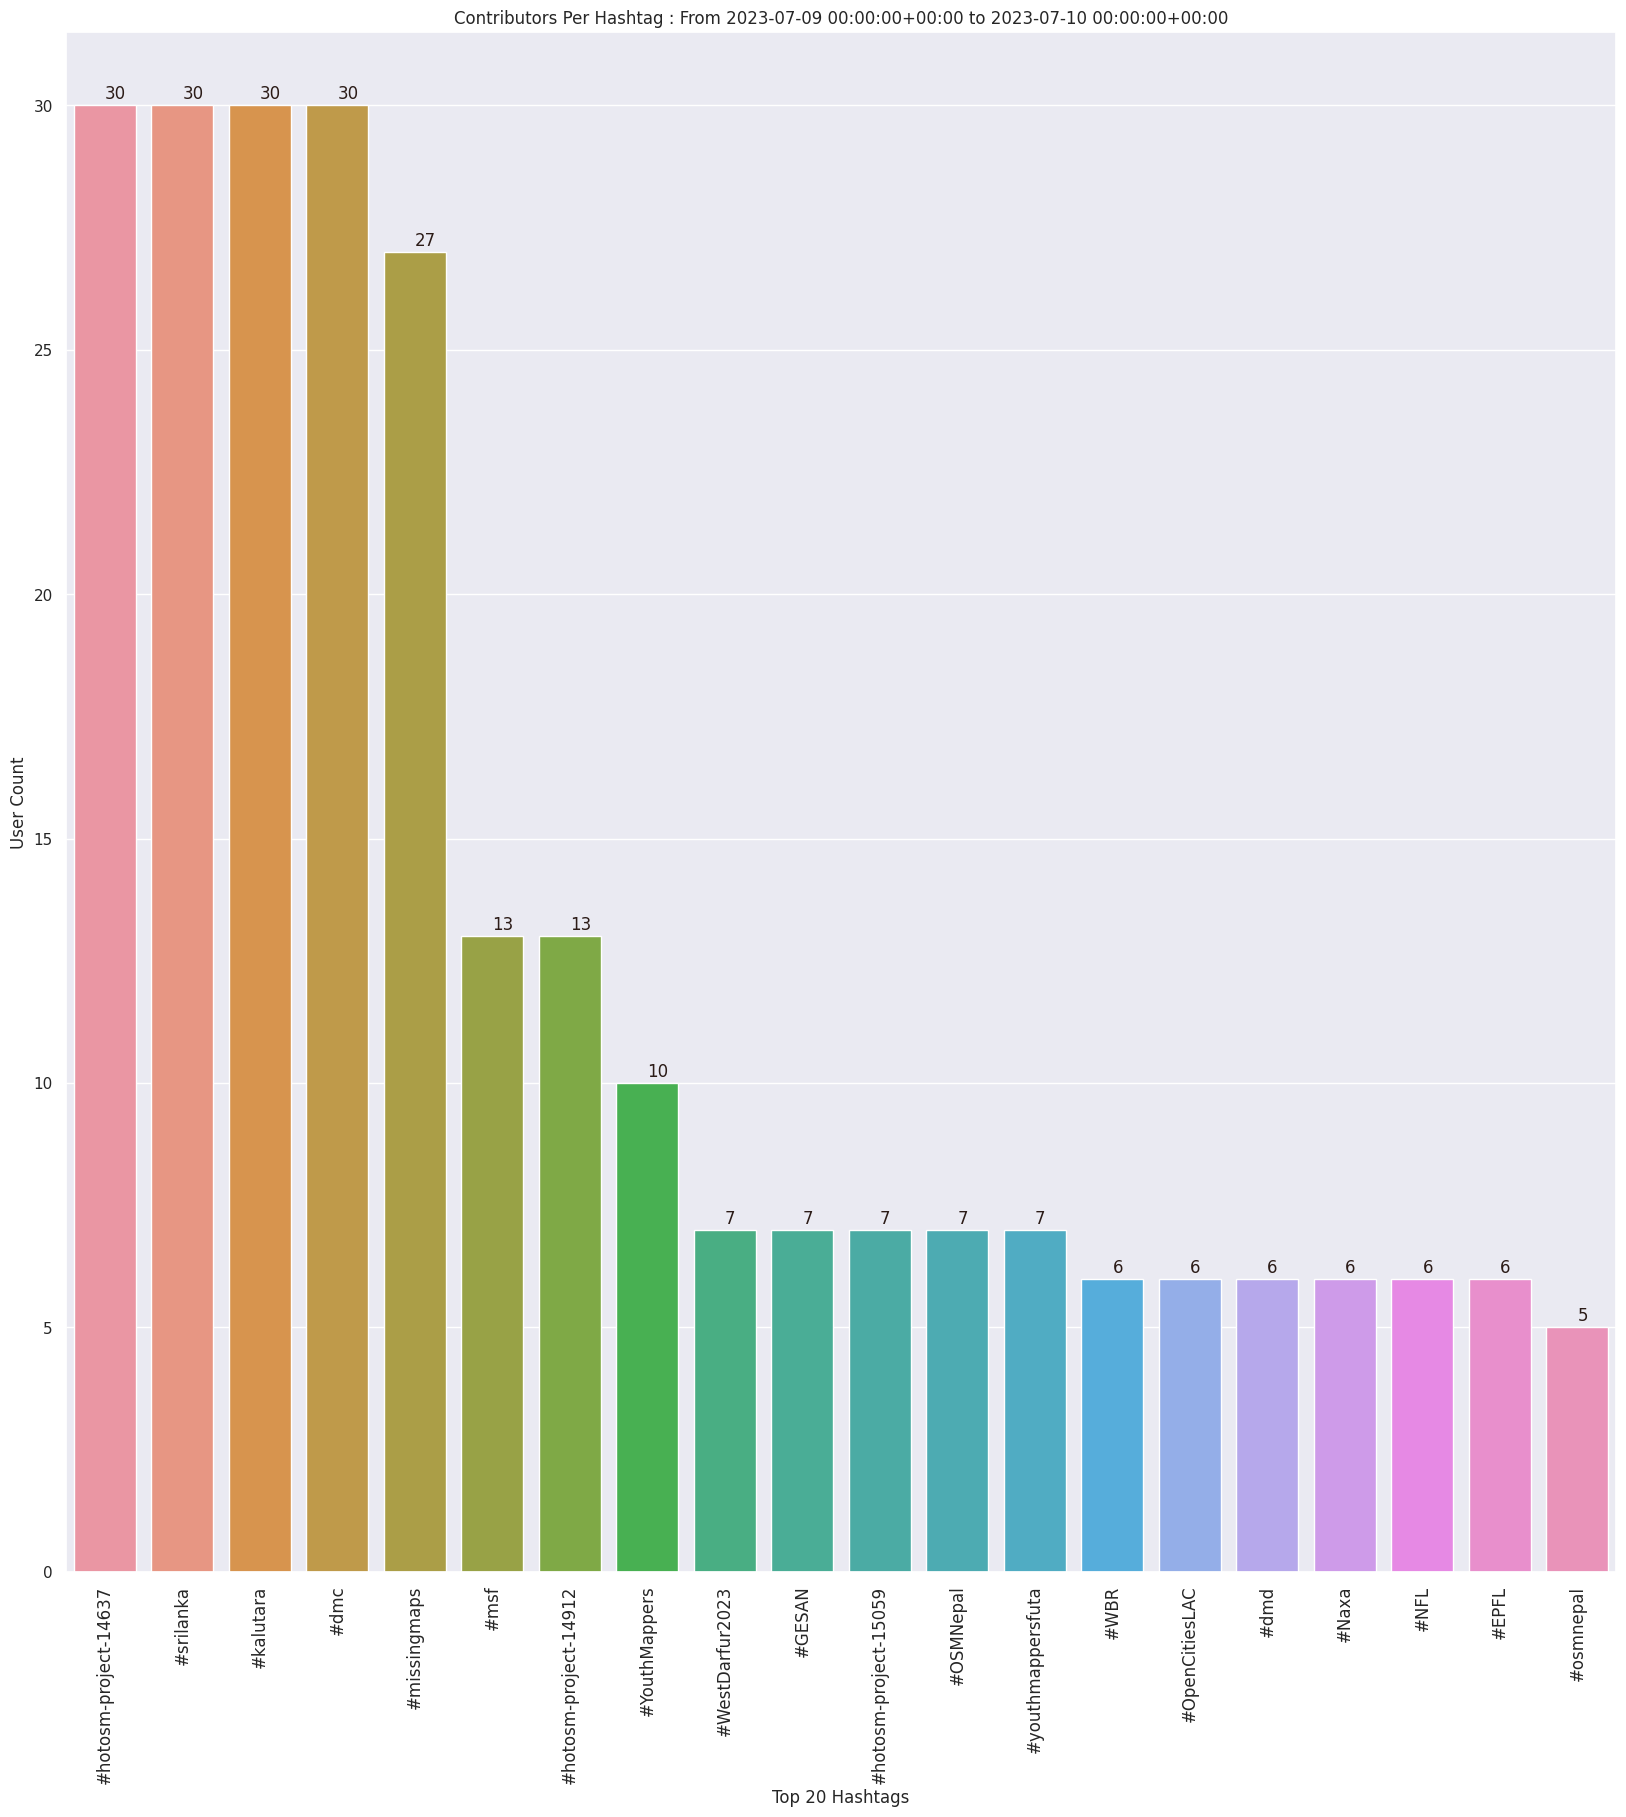 Contributors Per Hashtag : From 2023-07-09 00:00:00+00:00 to 2023-07-10 00:00:00+00:00
User Count
30
25
20
15
10
5
0
30
30
30
30
27
13
13
10
7
7
7
7
7
6
6
6
6
6
6
5
#hotosm-project-14637
#srilanka
#kalutara
#dmc
#missingmaps
#msf
#hotosm-project-14912
#YouthMappers
#WestDarfur2023
#GESAN
#hotosm-project-15059
#OSMNepal
#youthmappersfuta
#WBR
#OpenCitiesLAC
#dmd
#Naxa
#NFL
#EPFL
#osmnepal
Top 20 Hashtags